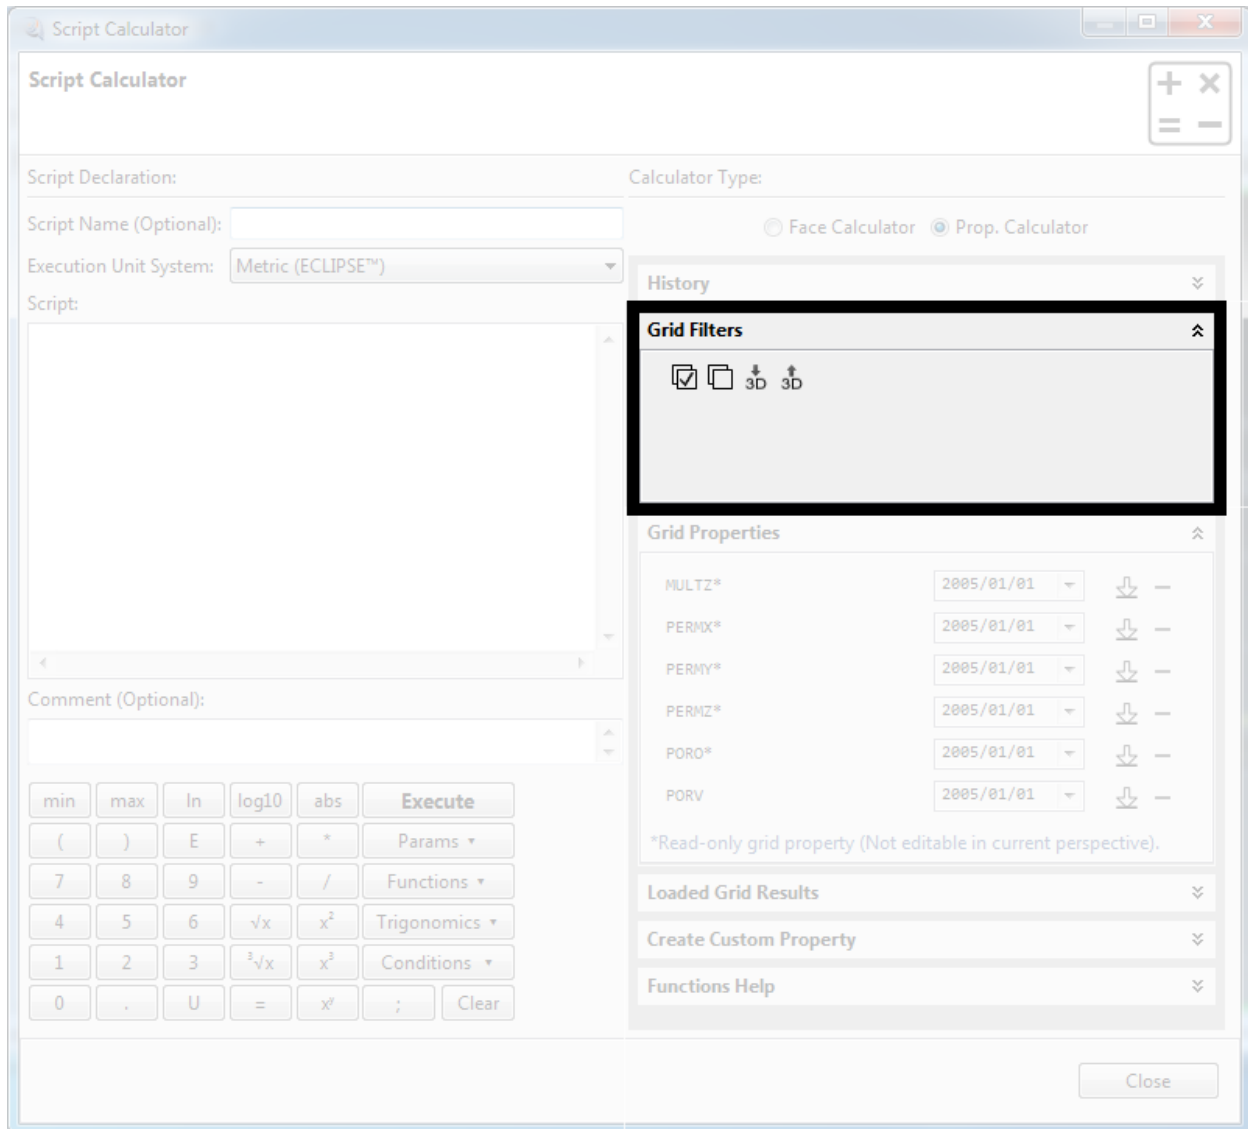 Script Calculator
Script Calculator
Script Declaration:
Script Name (Optional):
Execution Unit System: Metric (ECLIPSE™)
Script:
Comment (Optional):
min max ln log10 abs Execute
( ) E + * Params
7 8 9 - / Functions
4 5 6 √x x² Trigonomics
1 2 3 ³√x x³ Conditions
0 . U = xʸ ; Clear
Calculator Type:
Face Calculator Prop. Calculator
History
Grid Filters
3D 3D
Grid Properties
MULTZ* 2005/01/01
PERMX* 2005/01/01
PERMY* 2005/01/01
PERMZ* 2005/01/01
PORO* 2005/01/01
PORV 2005/01/01
*Read-only grid property (Not editable in current perspective).
Loaded Grid Results
Create Custom Property
Functions Help
Close